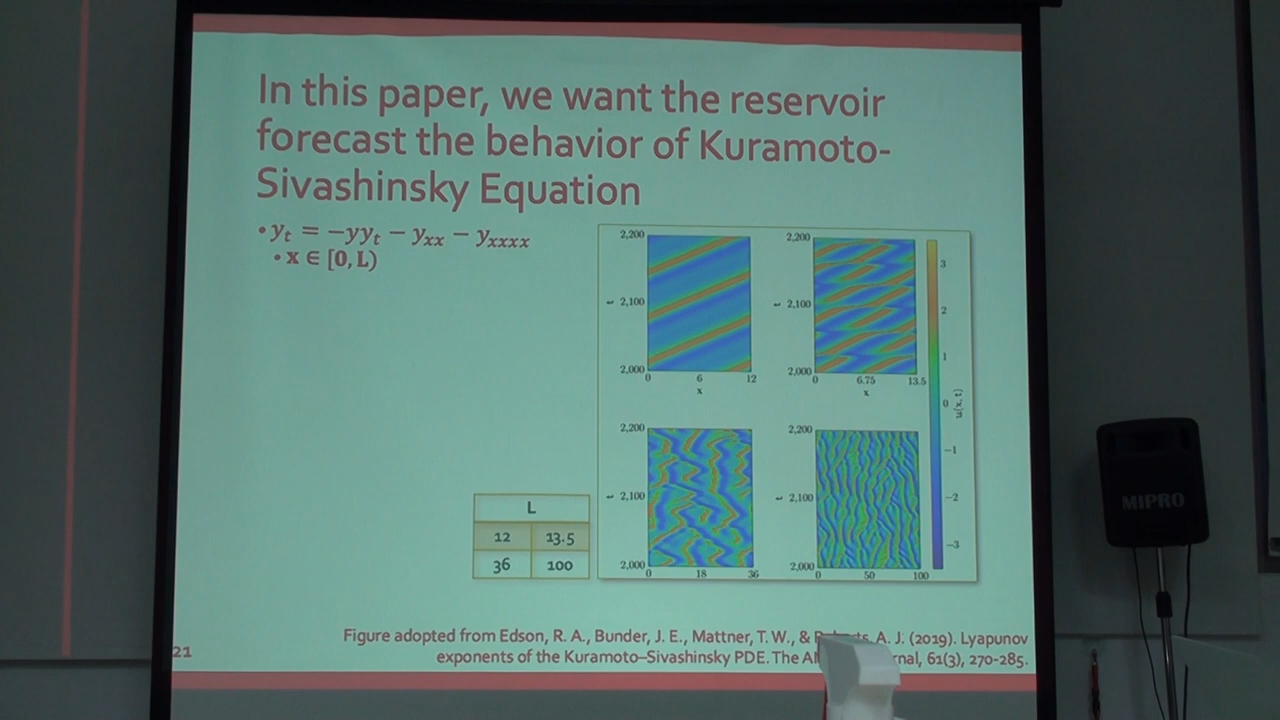 In this paper, we want the reservoir
forecast the behavior of Kuramoto-
Sivashinsky Equation
• yₜ = −yyₜ − yₓₓ − yₓₓₓₓ
• x ∈ [0, L)
2,200
t 2,100
2,000
0 6 12
x
2,200
t 2,100
2,000
0 6.75 13.5
x
3
2
1
0
−1
−2
−3
u(x, t)
2,200
t 2,100
2,000
0 18 36
2,200
t 2,100
2,000
0 50 100
L
12 13.5
36 100
MIPRO
Figure adopted from Edson, R. A., Bunder, J. E., Mattner, T. W., & A. J. (2019). Lyapunov
exponents of the Kuramoto–Sivashinsky PDE. The 61(3), 270-285.
21